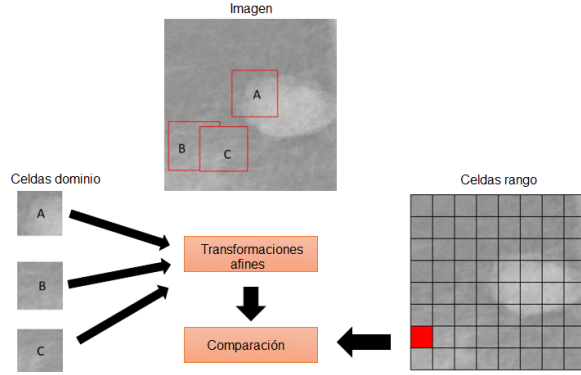 Imagen
A
B
C
Celdas dominio
A
B
C
Transformaciones
afines
Comparación
Celdas rango